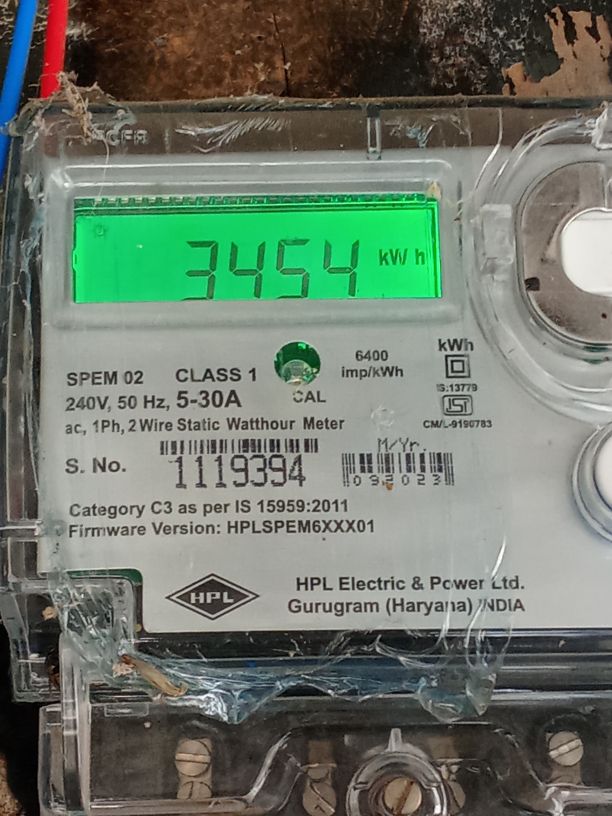 3454 kW h
6400
imp/kWh
kWh
SPEM 02 CLASS 1
IS:13779
240V, 50 Hz, 5-30A
CAL
CM/L-9190783
ac, 1Ph, 2 Wire Static Watthour Meter
M/Yr.
S. No. 1119394
092023
Category C3 as per IS 15959:2011
Firmware Version: HPLSPEM6XXX01
HPL
HPL Electric & Power Ltd.
Gurugram (Haryana) INDIA